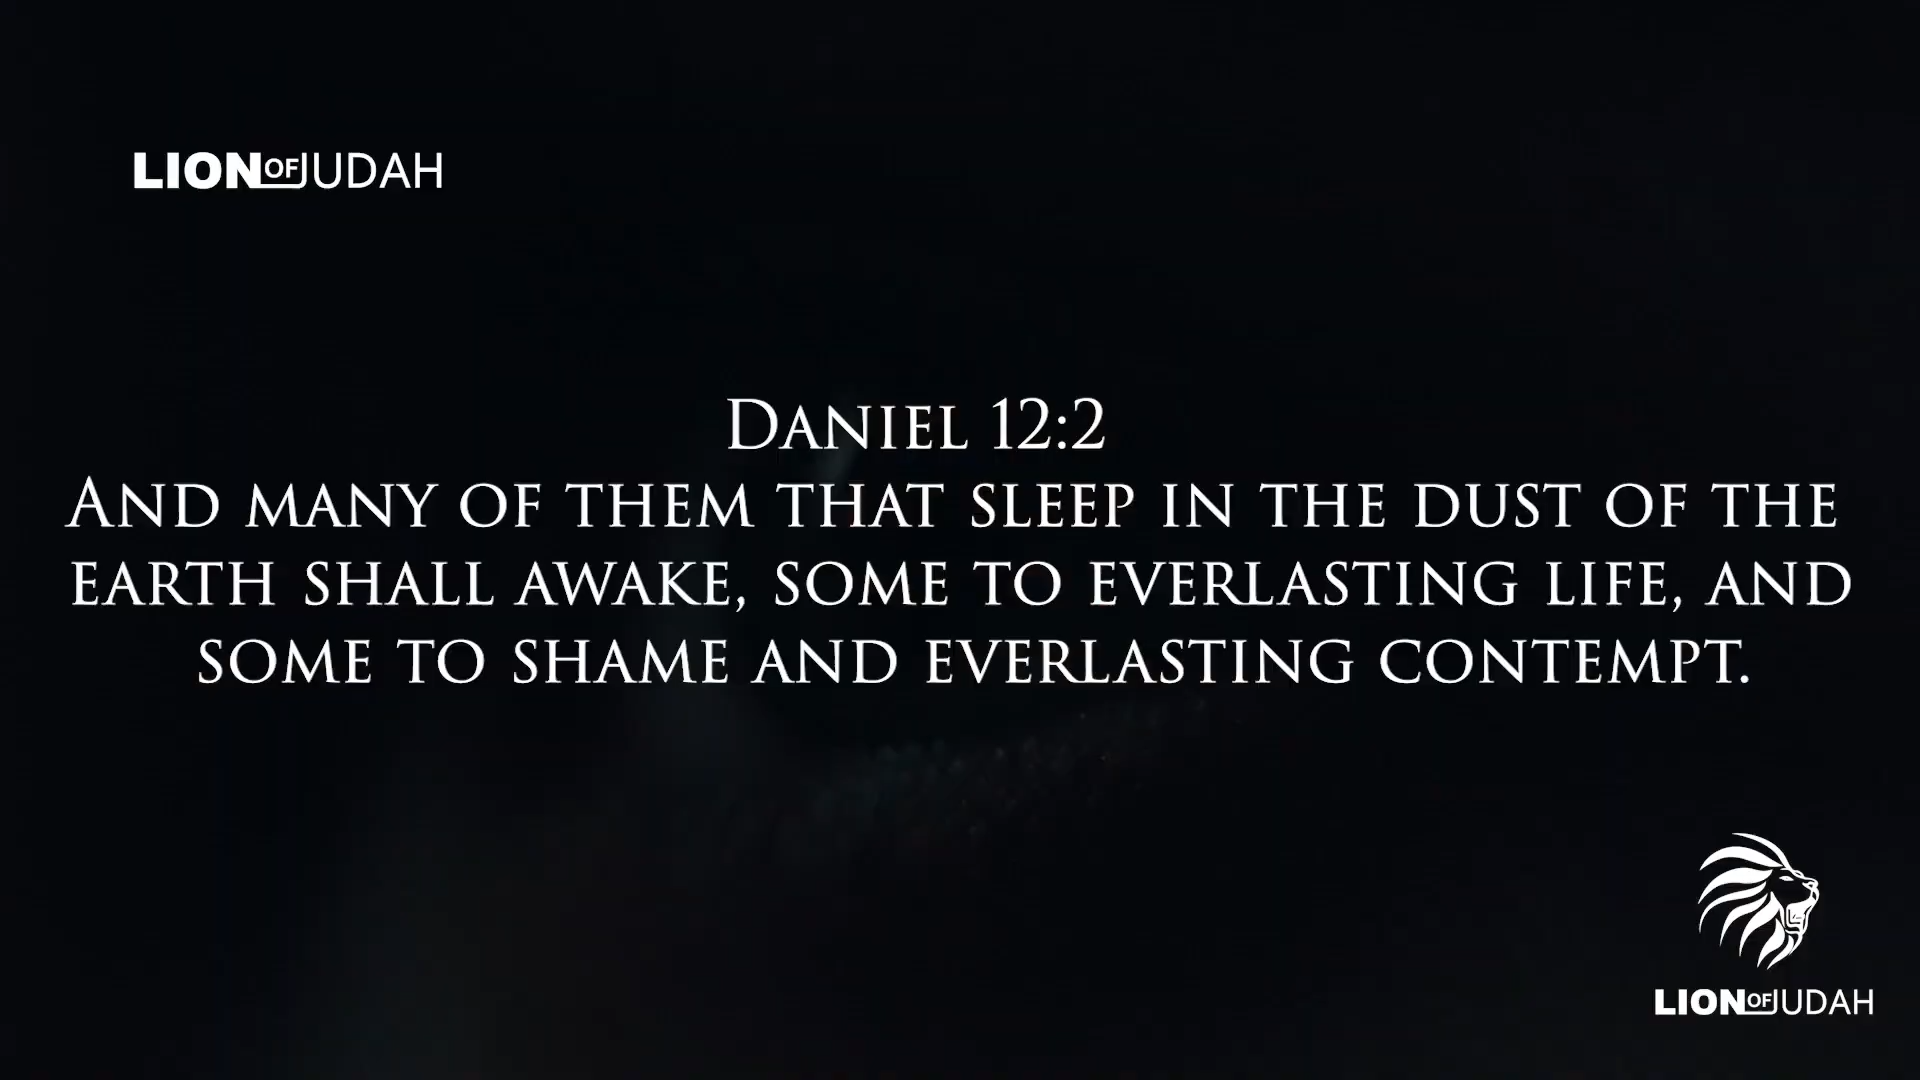 LION OF JUDAH
Daniel 12:2
And many of them that sleep in the dust of the
earth shall awake, some to everlasting life, and
some to shame and everlasting contempt.
LION OF JUDAH